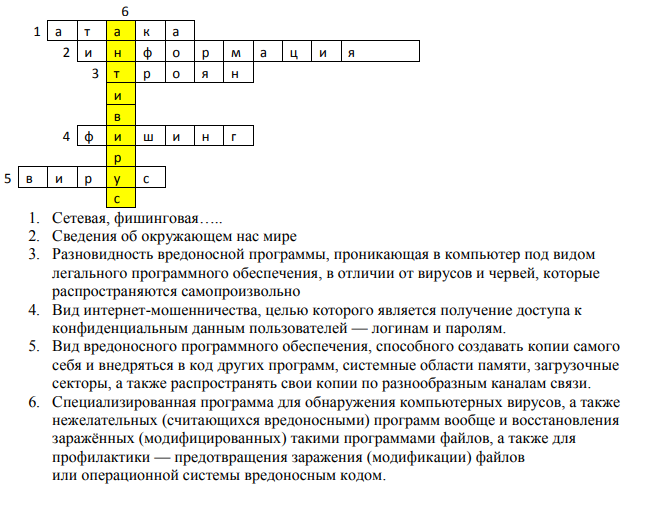 6
1 а т а к а
2 и н ф о р м а ц и я
3 т р о я н
и
в
4 ф и ш и н г
р
5 в и р у с
с
1. Сетевая, фишинговая…..
2. Сведения об окружающем нас мире
3. Разновидность вредоносной программы, проникающая в компьютер под видом
легального программного обеспечения, в отличии от вирусов и червей, которые
распространяются самопроизвольно
4. Вид интернет-мошенничества, целью которого является получение доступа к
конфиденциальным данным пользователей — логинам и паролям.
5. Вид вредоносного программного обеспечения, способного создавать копии самого
себя и внедряться в код других программ, системные области памяти, загрузочные
секторы, а также распространять свои копии по разнообразным каналам связи.
6. Специализированная программа для обнаружения компьютерных вирусов, а также
нежелательных (считающихся вредоносными) программ вообще и восстановления
заражённых (модифицированных) такими программами файлов, а также для
профилактики — предотвращения заражения (модификации) файлов
или операционной системы вредоносным кодом.